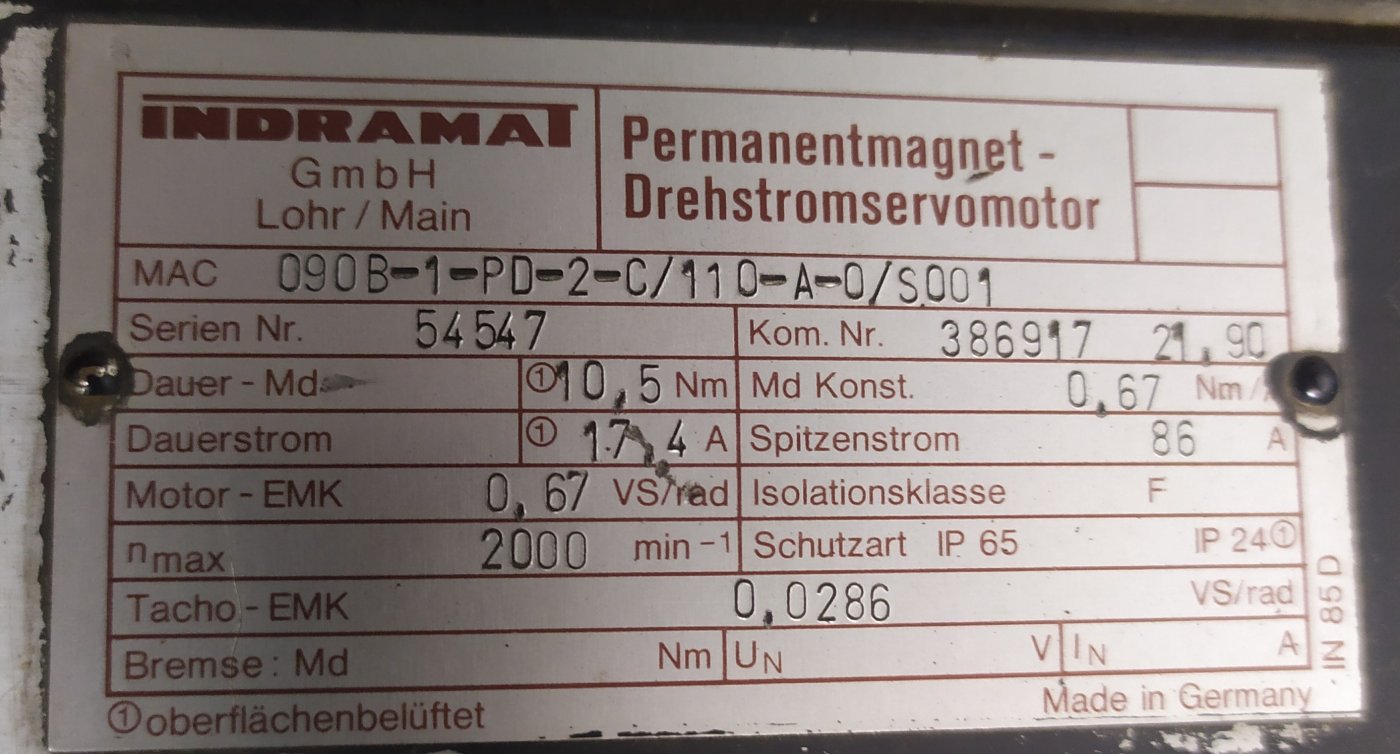 INDRAMAT
GmbH
Lohr / Main
Permanentmagnet -
Drehstromservomotor
MAC 090B-1-PD-2-C/110-A-0/S001
Serien Nr. 54547 Kom. Nr. 386917 21.90
Dauer - Md ①10,5 Nm Md Konst. 0,67 Nm /
Dauerstrom ① 17,4 A Spitzenstrom 86 A
Motor - EMK 0,67 VS/rad Isolationsklasse F
nmax 2000 min -1 Schutzart IP 65 IP 24①
Tacho - EMK 0,0286 VS/rad
Bremse : Md Nm UN V IN A
①oberflächenbelüftet
Made in Germany
IN 85 D